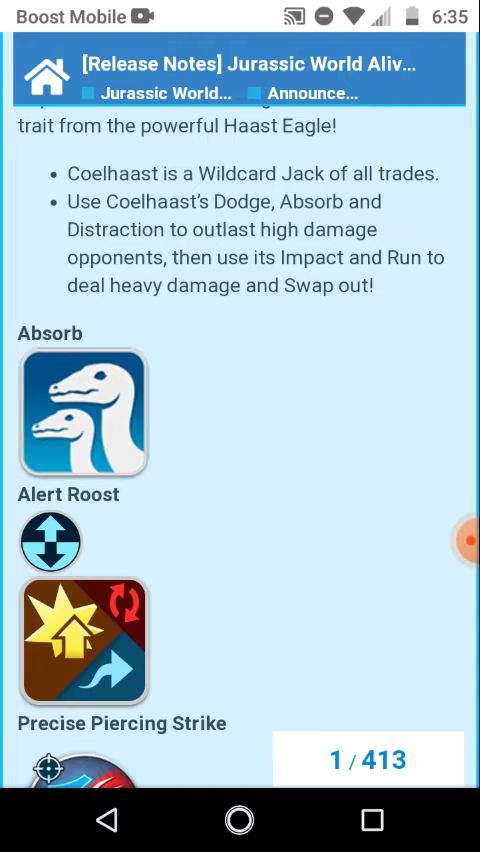 Boost Mobile 6:35
[Release Notes] Jurassic World Aliv...
Jurassic World... Announce...
trait from the powerful Haast Eagle!
• Coelhaast is a Wildcard Jack of all trades.
• Use Coelhaast's Dodge, Absorb and
Distraction to outlast high damage
opponents, then use its Impact and Run to
deal heavy damage and Swap out!
Absorb
Alert Roost
Precise Piercing Strike
1 / 413